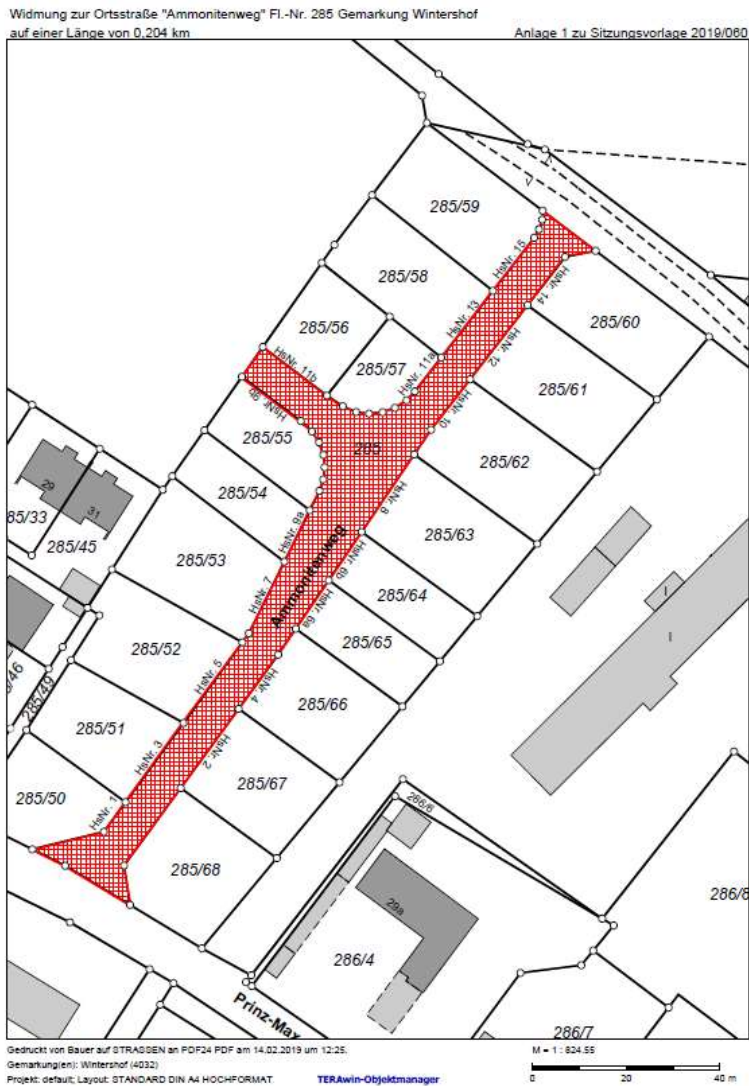 Widmung zur Ortsstraße "Ammonitenweg" Fl.-Nr. 285 Gemarkung Wintershof
auf einer Länge von 0,204 km
Anlage 1 zu Sitzungsvorlage 2019/060
285/59
HsNr. 15
285/58
HsNr. 13
HsNr. 14
285/60
285/56
HsNr. 11a
285/57
HsNr. 12
HsNr. 11b
285/61
HsNr. 9b
HsNr. 10
285/55
285
285/62
29
31
285/54
HsNr. 9a
HsNr. 8
85/33
285/45
285/63
285/53
HsNr. 7
Ammonitenweg
HsNr. 6b
285/64
HsNr. 6a
I
I
285/65
285/52
HsNr. 5
HsNr. 4
285/49
285/66
285/51
HsNr. 3
HsNr. 2
285/67
285/50
HsNr. 1
286/6
285/68
286/8
29a
286/4
Prinz-Max
286/7
Gedruckt von Bauer auf STRASSEN an PDF24 PDF am 14.02.2019 um 12:25.
Gemarkung(en): Wintershof (4032)
Projekt: default; Layout: STANDARD DIN A4 HOCHFORMAT
TERAwin-Objektmanager
M = 1 : 824.55
0 20 40 m